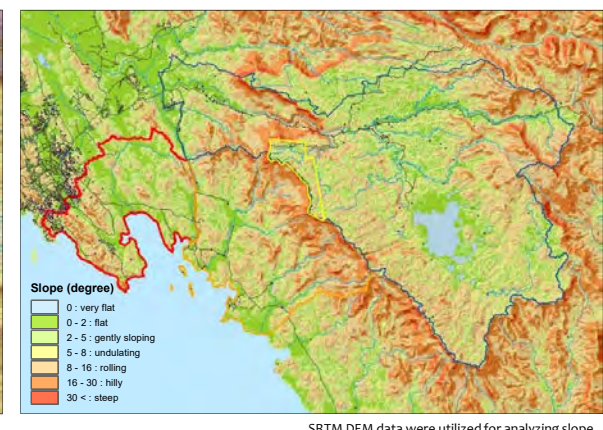 Slope (degree)
0 : very flat
0 - 2 : flat
2 - 5 : gently sloping
5 - 8 : undulating
8 - 16 : rolling
16 - 30 : hilly
30 < : steep
SRTM DEM data were utilized for analyzing slope